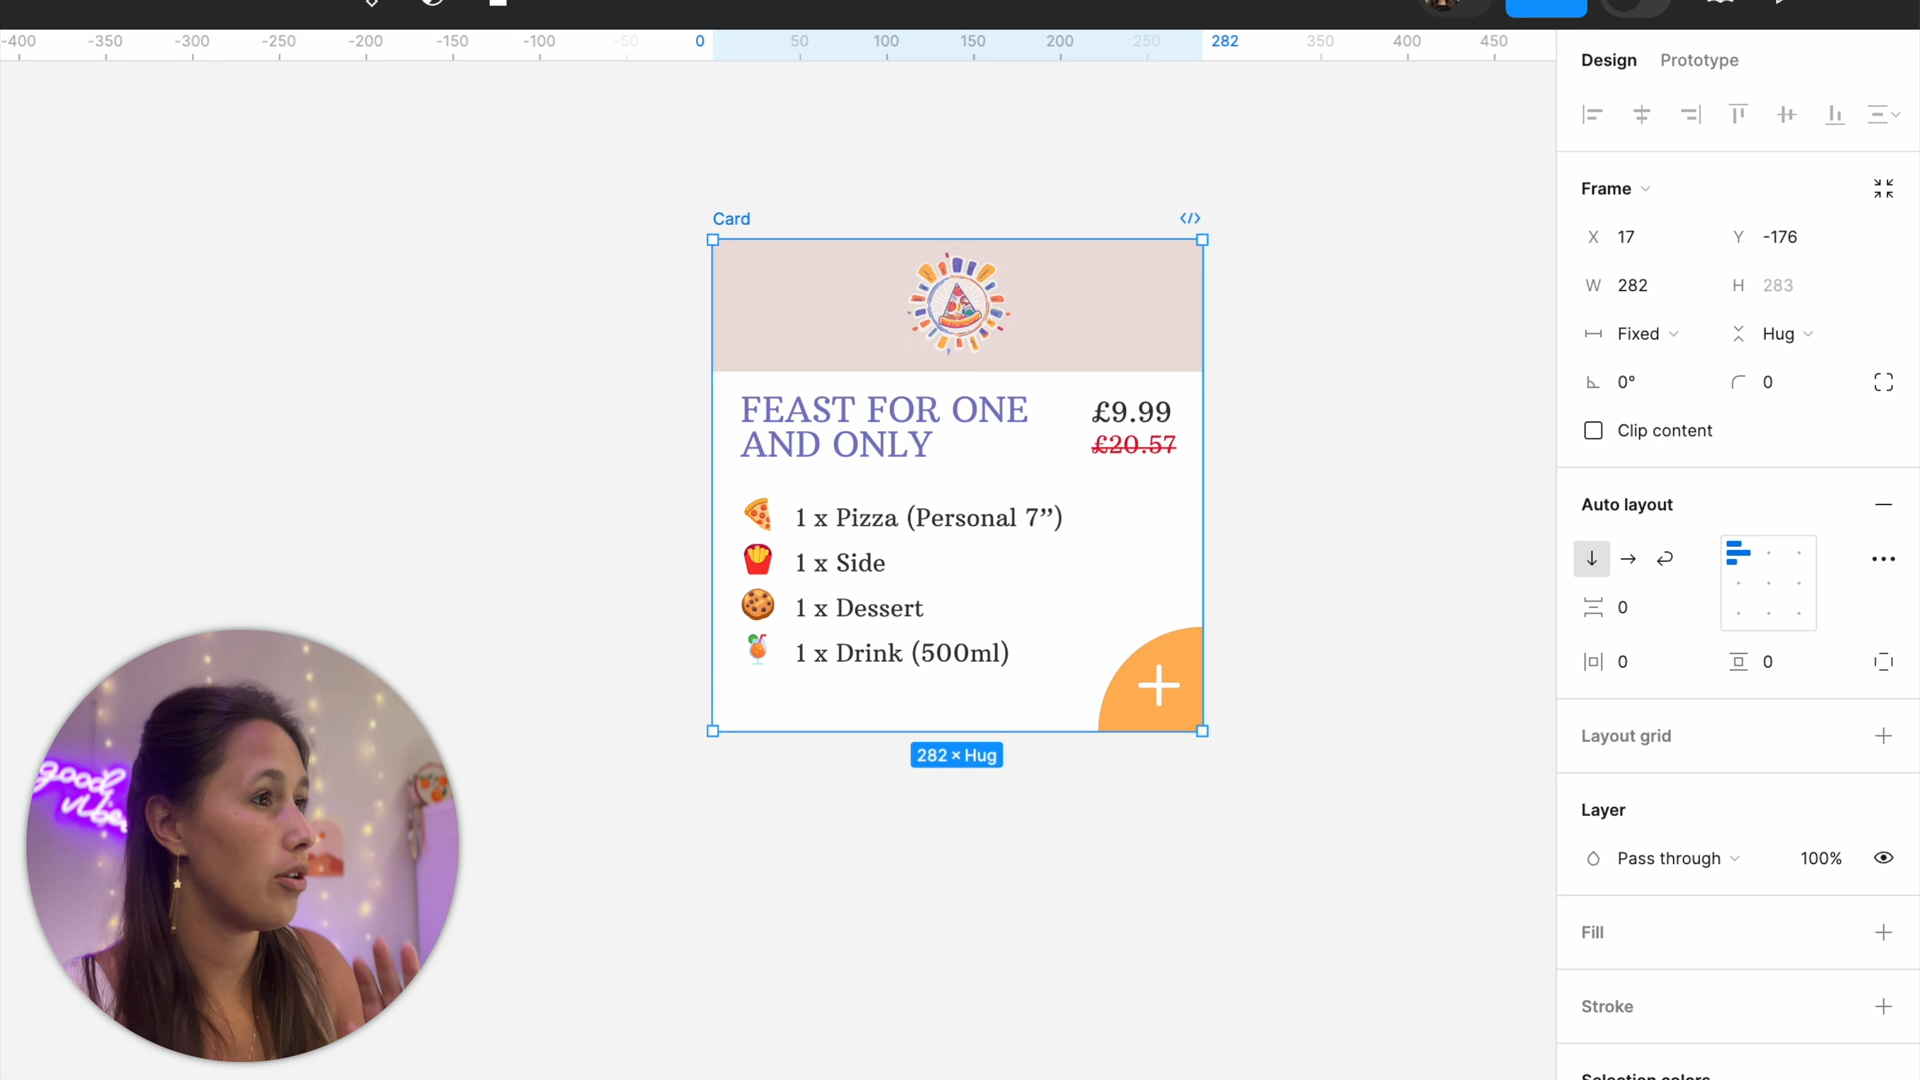 -400 -350 -300 -250 -200 -150 -100 -50 0 50 100 150 200 250 282 350 400 450
Design Prototype
Card </>
Frame
X 17 Y -176
W 282 H 283
Fixed Hug
0° 0
Clip content
FEAST FOR ONE
AND ONLY
£9.99
£20.57
1 x Pizza (Personal 7”)
1 x Side
1 x Dessert
1 x Drink (500ml)
282 × Hug
Auto layout
0
0 0
Layout grid
Layer
Pass through 100%
Fill
Stroke
Selection colors
good
vibes